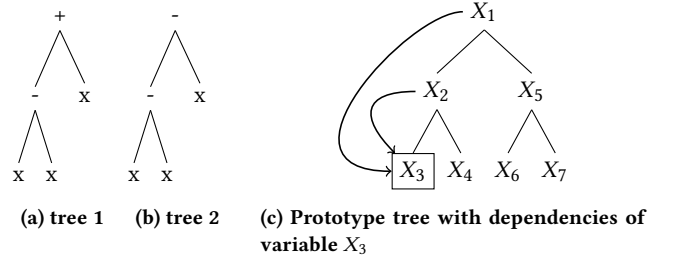 + - X1
- x - x X2 X5
x x x x X3 X4 X6 X7
(a) tree 1 (b) tree 2 (c) Prototype tree with dependencies of
variable X3